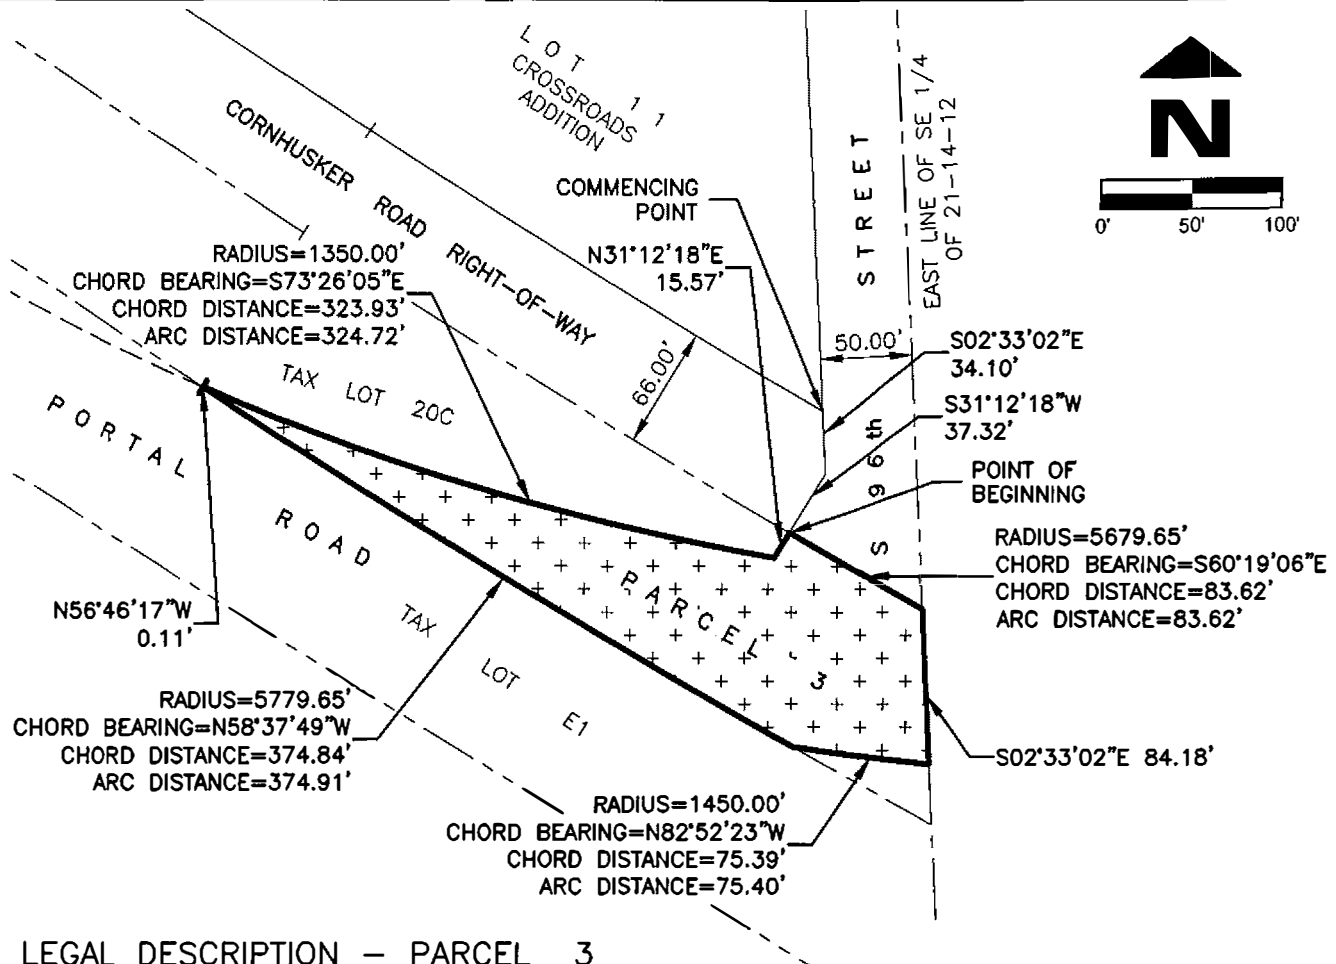 LOT 11
CROSSROADS
ADDITION
CORNHUSKER ROAD RIGHT-OF-WAY
COMMENCING
POINT
N31°12'18"E
15.57'
STREET
S 96th
EAST LINE OF SE 1/4
OF 21-14-12
N
0' 50' 100'
RADIUS=1350.00'
CHORD BEARING=S73°26'05"E
CHORD DISTANCE=323.93'
ARC DISTANCE=324.72'
66.00'
50.00'
S02°33'02"E
34.10'
S31°12'18"W
37.32'
POINT OF
BEGINNING
TAX LOT 20C
PORTAL
ROAD
TAX
LOT
E1
PARCEL - 3
RADIUS=5679.65'
CHORD BEARING=S60°19'06"E
CHORD DISTANCE=83.62'
ARC DISTANCE=83.62'
N56°46'17"W
0.11'
RADIUS=5779.65'
CHORD BEARING=N58°37'49"W
CHORD DISTANCE=374.84'
ARC DISTANCE=374.91'
S02°33'02"E 84.18'
RADIUS=1450.00'
CHORD BEARING=N82°52'23"W
CHORD DISTANCE=75.39'
ARC DISTANCE=75.40'
LEGAL DESCRIPTION - PARCEL 3